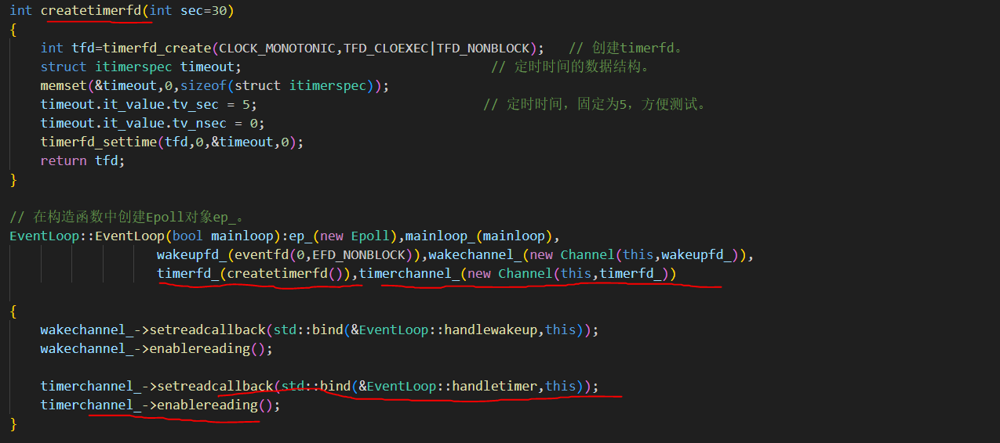 int createtimerfd(int sec=30)
{
int tfd=timerfd_create(CLOCK_MONOTONIC,TFD_CLOEXEC|TFD_NONBLOCK); // 创建timerfd。
struct itimerspec timeout; // 定时时间的数据结构。
memset(&timeout,0,sizeof(struct itimerspec));
timeout.it_value.tv_sec = 5; // 定时时间，固定为5，方便测试。
timeout.it_value.tv_nsec = 0;
timerfd_settime(tfd,0,&timeout,0);
return tfd;
}
// 在构造函数中创建Epoll对象ep_。
EventLoop::EventLoop(bool mainloop):ep_(new Epoll),mainloop_(mainloop),
wakeupfd_(eventfd(0,EFD_NONBLOCK)),wakechannel_(new Channel(this,wakeupfd_)),
timerfd_(createtimerfd()),timerchannel_(new Channel(this,timerfd_))
{
wakechannel_->setreadcallback(std::bind(&EventLoop::handlewakeup,this));
wakechannel_->enablereading();
timerchannel_->setreadcallback(std::bind(&EventLoop::handletimer,this));
timerchannel_->enablereading();
}